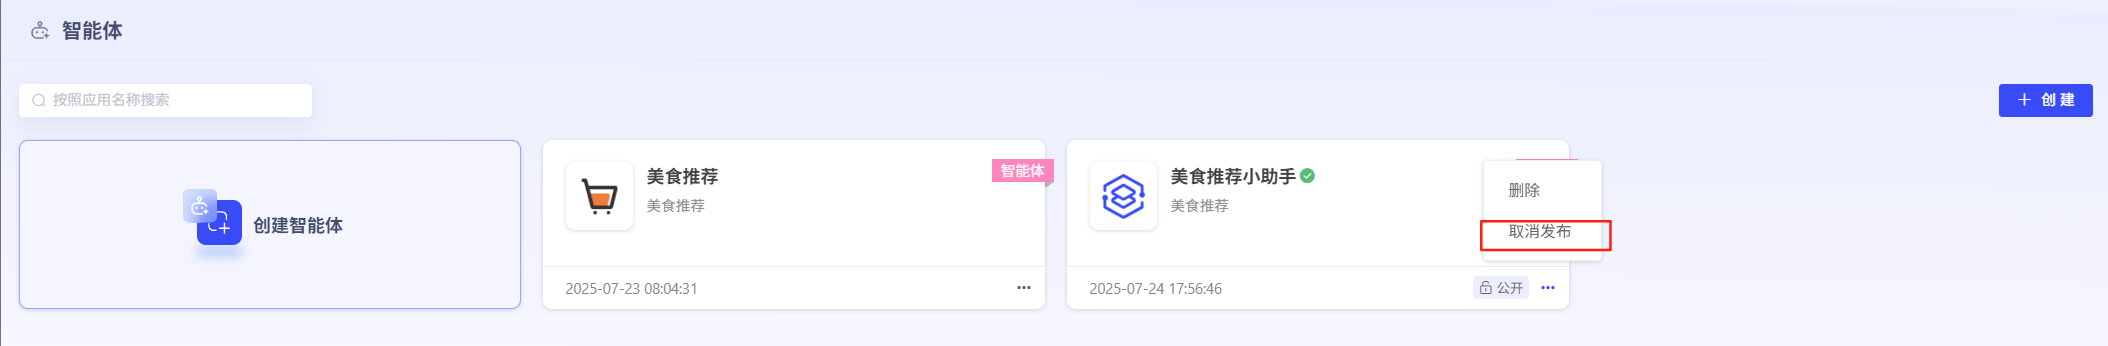 智能体
按照应用名称搜索
创建
创建智能体
美食推荐
美食推荐
智能体
2025-07-23 08:04:31
美食推荐小助手
美食推荐
删除
取消发布
2025-07-24 17:56:46
公开